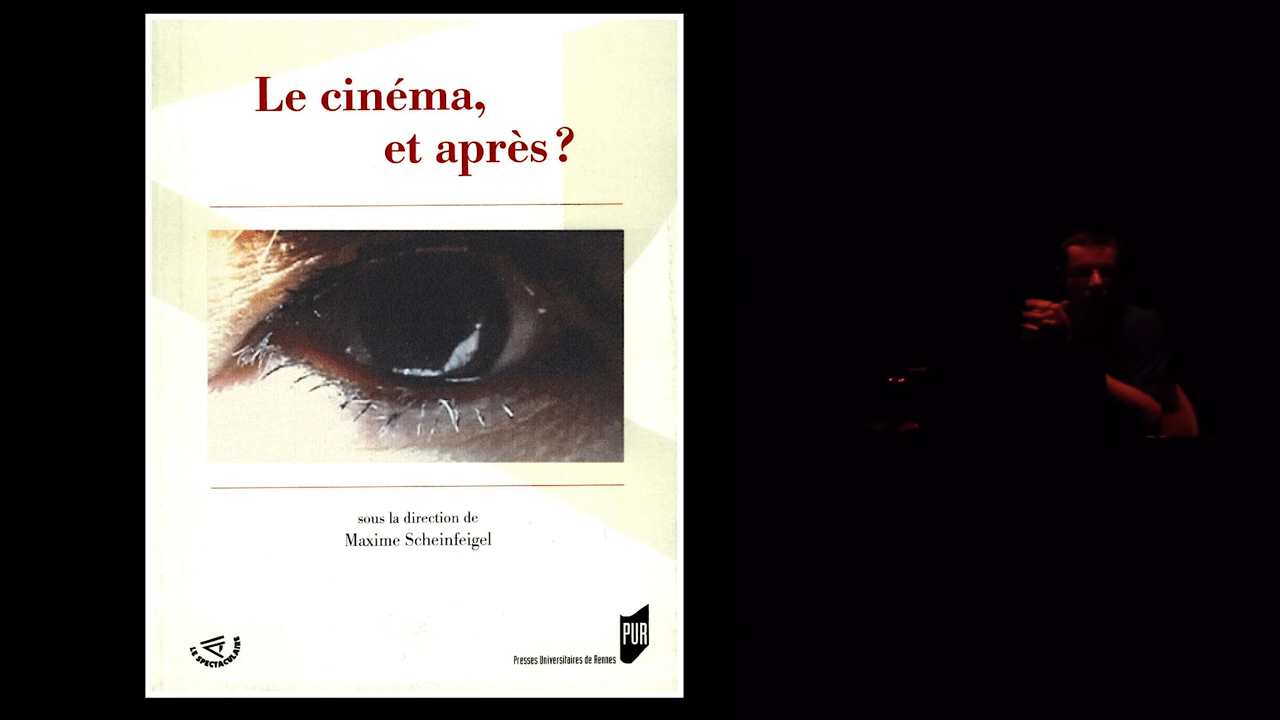 Le cinéma,
et après ?
sous la direction de
Maxime Scheinfeigel
LE SPECTACULAIRE
PUR
Presses Universitaires de Rennes